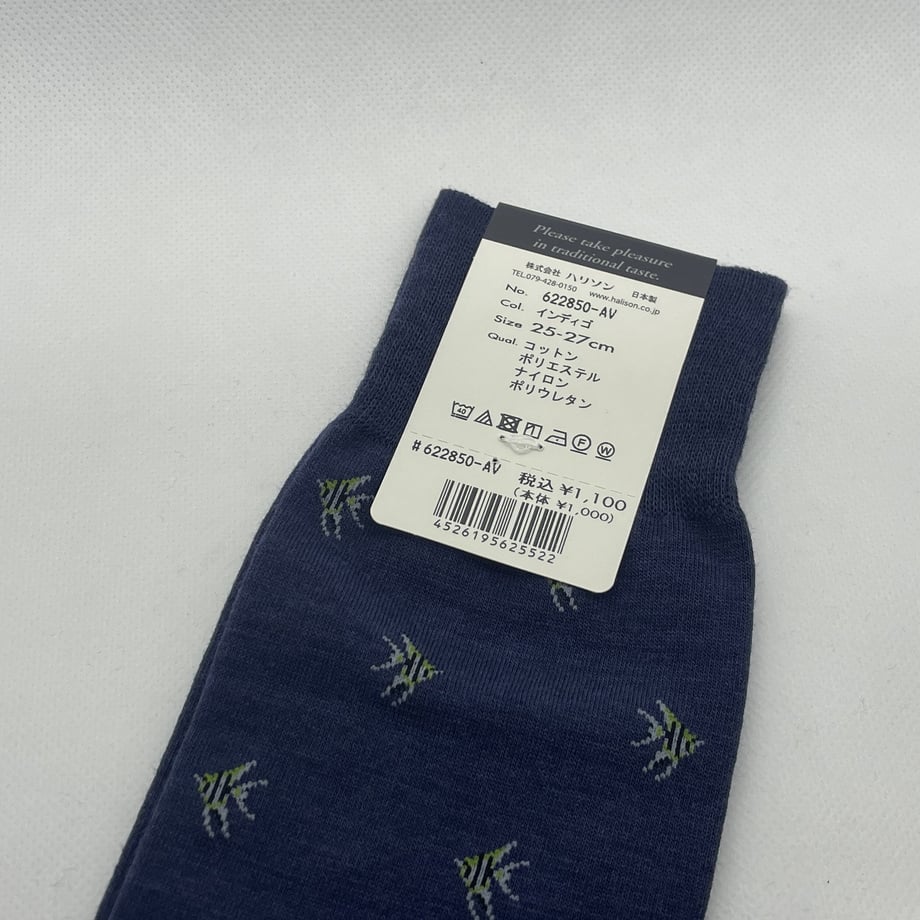 Please take pleasure
in traditional taste.
株式会社 ハリソン 日本製
TEL.079-428-0150 www.halison.co.jp
No. 622850-AV
Col. インディゴ
Size 25-27cm
Qual. コットン
ポリエステル
ナイロン
ポリウレタン
40
F W
#622850-AV
税込 ¥1,100
(本体 ¥1,000)
4526195625522